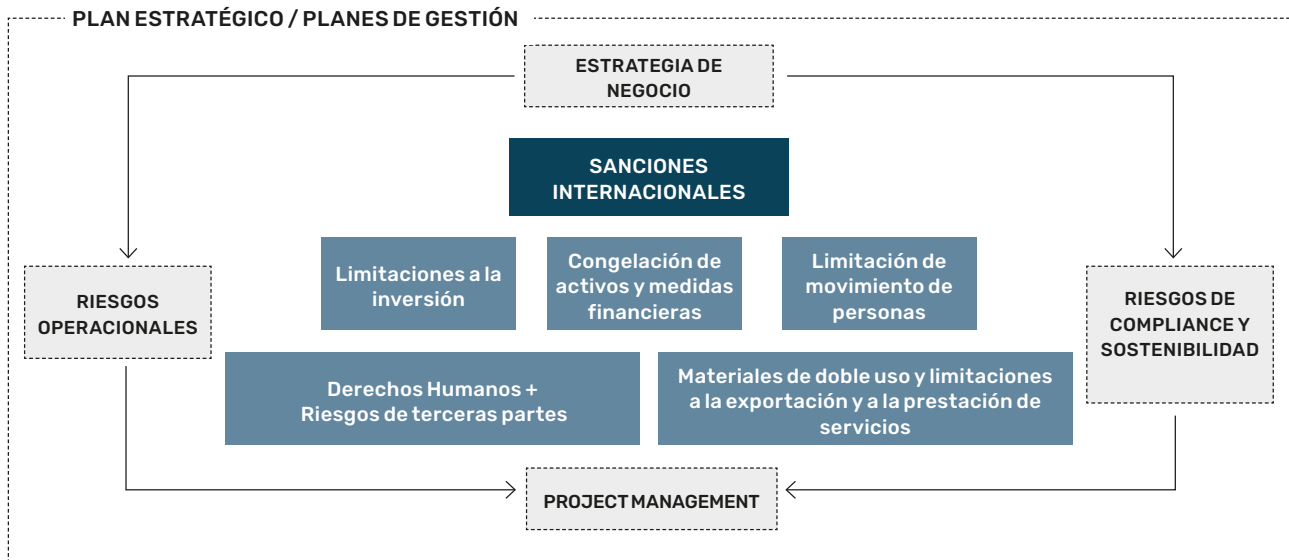 PLAN ESTRATÉGICO / PLANES DE GESTIÓN
ESTRATEGIA DE
NEGOCIO
SANCIONES
INTERNACIONALES
Limitaciones a la
inversión
Congelación de
activos y medidas
financieras
Limitación de
movimiento de
personas
RIESGOS
OPERACIONALES
RIESGOS DE
COMPLIANCE Y
SOSTENIBILIDAD
Derechos Humanos +
Riesgos de terceras partes
Materiales de doble uso y limitaciones
a la exportación y a la prestación de
servicios
PROJECT MANAGEMENT